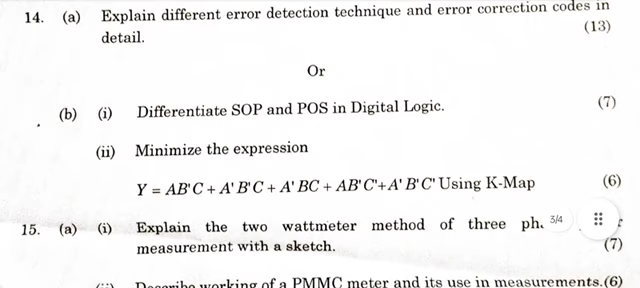 14. (a) Explain different error detection technique and error correction codes in
detail. (13)
Or
(b) (i) Differentiate SOP and POS in Digital Logic. (7)
(ii) Minimize the expression
Y = AB'C + A' B'C + A' BC + AB'C'+A' B'C' Using K-Map (6)
15. (a) (i) Explain the two wattmeter method of three
3/4
measurement with a sketch. (7)
Describe working of a PMMC meter and its use in measurements.(6)